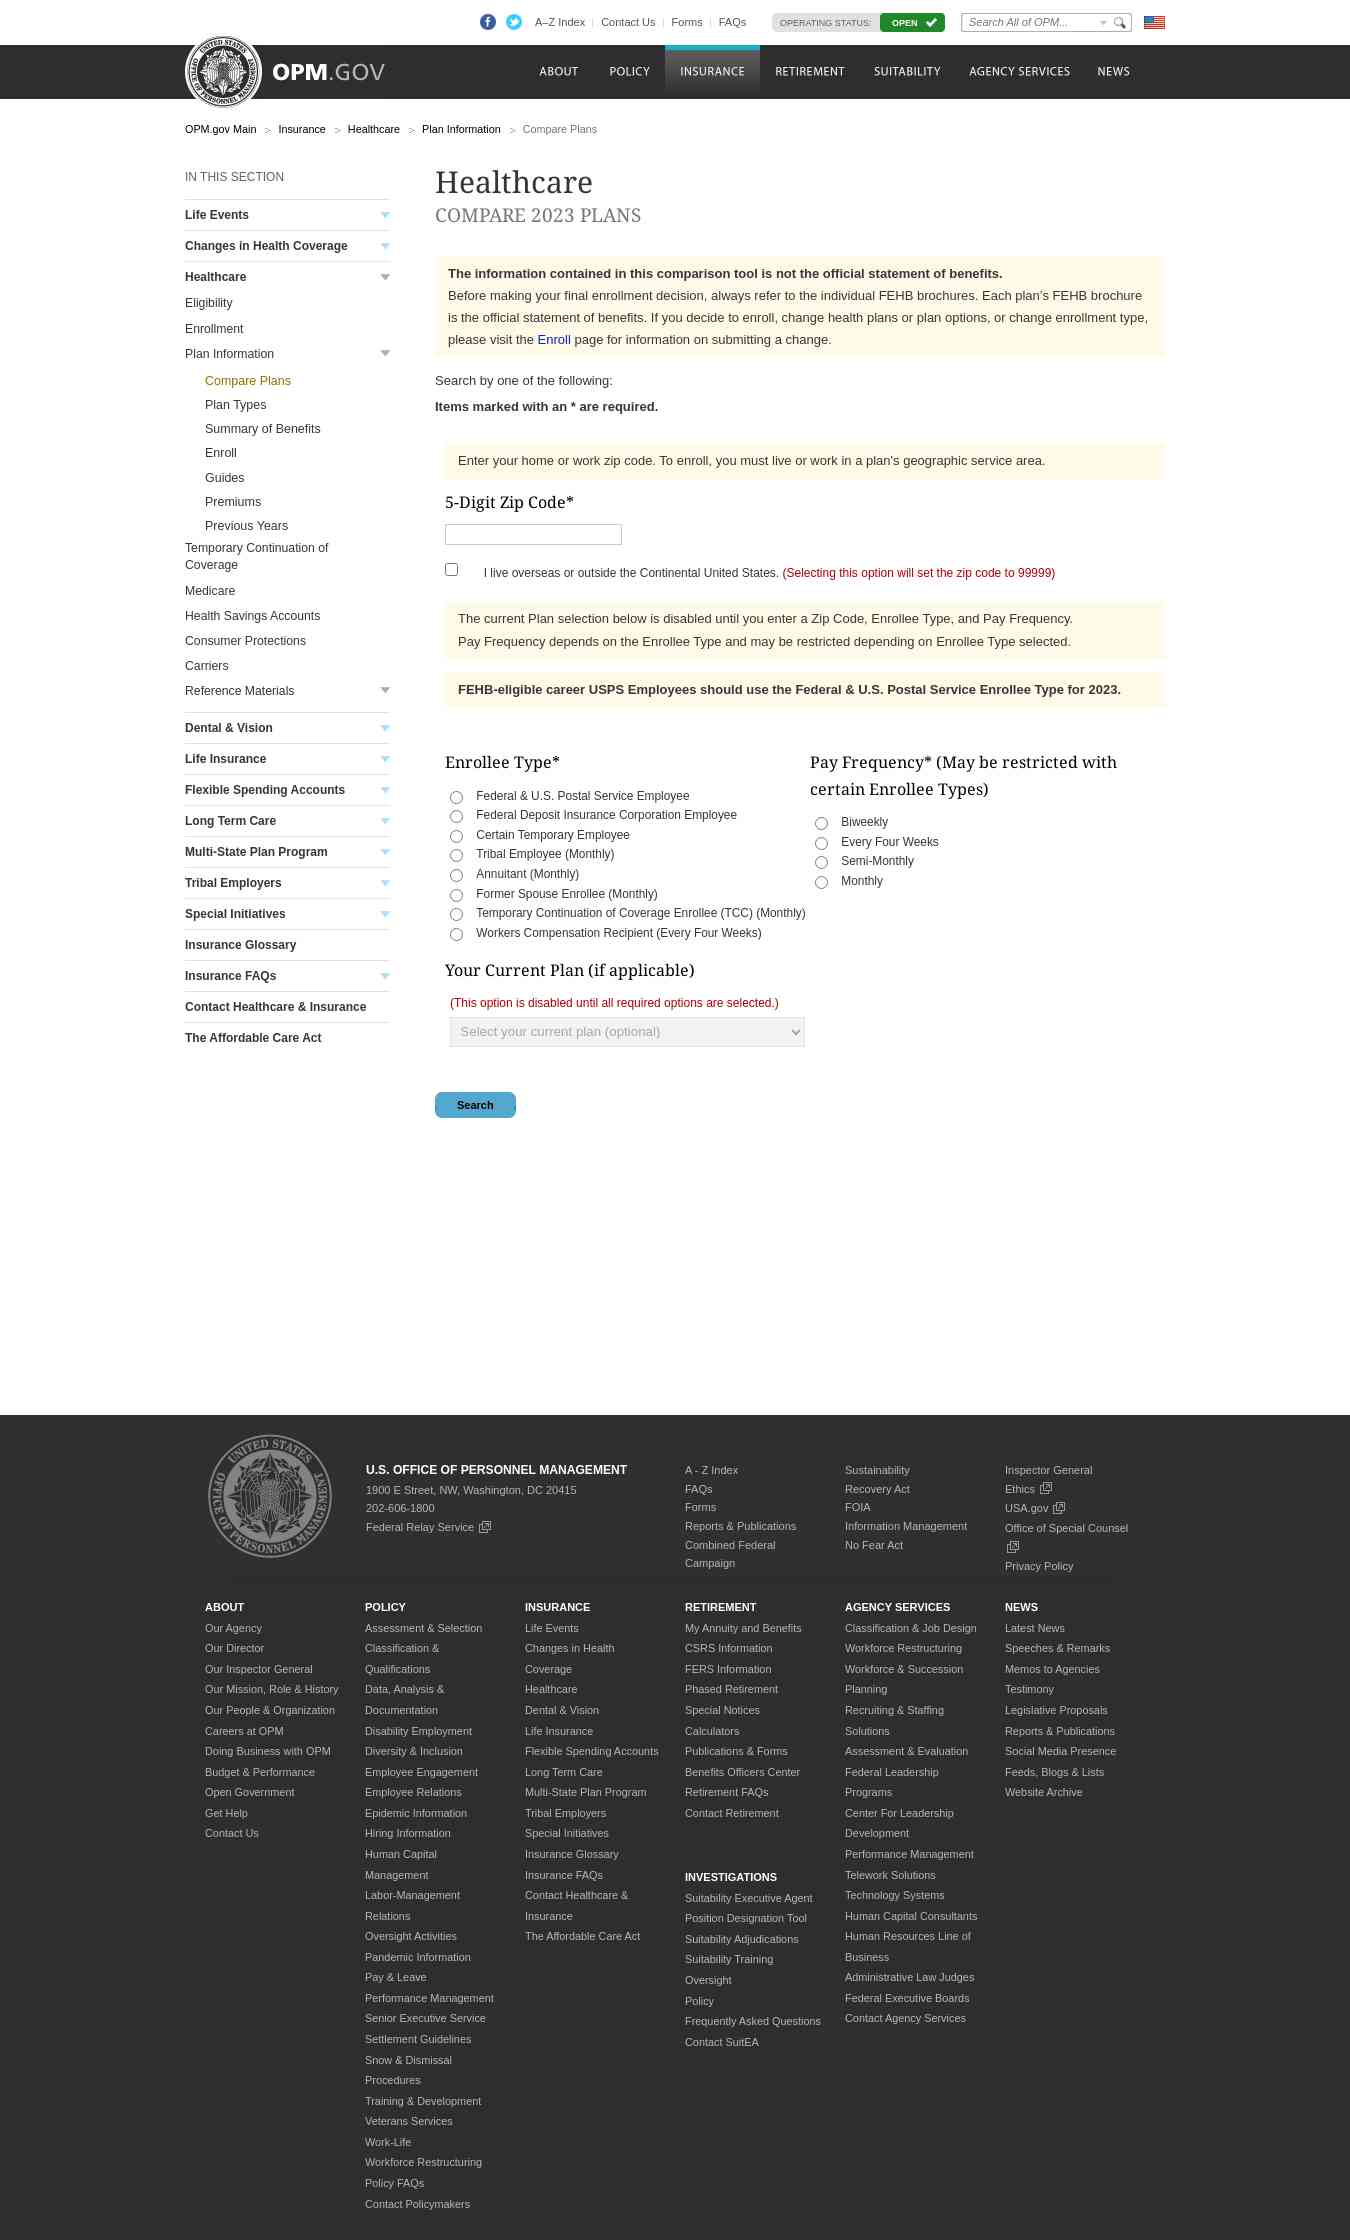 A–Z Index
Contact Us
Forms
FAQs
OPERATING STATUS:
OPEN
Search All of OPM...
OPM.GOV
ABOUT
POLICY
INSURANCE
RETIREMENT
SUITABILITY
AGENCY SERVICES
NEWS
OPM.gov Main > Insurance > Healthcare > Plan Information > Compare Plans
IN THIS SECTION
Life Events
Changes in Health Coverage
Healthcare
Eligibility
Enrollment
Plan Information
Compare Plans
Plan Types
Summary of Benefits
Enroll
Guides
Premiums
Previous Years
Temporary Continuation of
Coverage
Medicare
Health Savings Accounts
Consumer Protections
Carriers
Reference Materials
Dental & Vision
Life Insurance
Flexible Spending Accounts
Long Term Care
Multi-State Plan Program
Tribal Employers
Special Initiatives
Insurance Glossary
Insurance FAQs
Contact Healthcare & Insurance
The Affordable Care Act
Healthcare
COMPARE 2023 PLANS
The information contained in this comparison tool is not the official statement of benefits.
Before making your final enrollment decision, always refer to the individual FEHB brochures. Each plan's FEHB brochure
is the official statement of benefits. If you decide to enroll, change health plans or plan options, or change enrollment type,
please visit the Enroll page for information on submitting a change.
Search by one of the following:
Items marked with an * are required.
Enter your home or work zip code. To enroll, you must live or work in a plan's geographic service area.
5-Digit Zip Code*
I live overseas or outside the Continental United States. (Selecting this option will set the zip code to 99999)
The current Plan selection below is disabled until you enter a Zip Code, Enrollee Type, and Pay Frequency.
Pay Frequency depends on the Enrollee Type and may be restricted depending on Enrollee Type selected.
FEHB-eligible career USPS Employees should use the Federal & U.S. Postal Service Enrollee Type for 2023.
Enrollee Type*
Federal & U.S. Postal Service Employee
Federal Deposit Insurance Corporation Employee
Certain Temporary Employee
Tribal Employee (Monthly)
Annuitant (Monthly)
Former Spouse Enrollee (Monthly)
Temporary Continuation of Coverage Enrollee (TCC) (Monthly)
Workers Compensation Recipient (Every Four Weeks)
Pay Frequency* (May be restricted with
certain Enrollee Types)
Biweekly
Every Four Weeks
Semi-Monthly
Monthly
Your Current Plan (if applicable)
(This option is disabled until all required options are selected.)
Select your current plan (optional)
Search
UNITED STATES
OFFICE OF PERSONNEL MANAGEMENT
U.S. OFFICE OF PERSONNEL MANAGEMENT
1900 E Street, NW, Washington, DC 20415
202-606-1800
Federal Relay Service
A - Z Index
FAQs
Forms
Reports & Publications
Combined Federal
Campaign
Sustainability
Recovery Act
FOIA
Information Management
No Fear Act
Inspector General
Ethics
USA.gov
Office of Special Counsel
Privacy Policy
ABOUT
Our Agency
Our Director
Our Inspector General
Our Mission, Role & History
Our People & Organization
Careers at OPM
Doing Business with OPM
Budget & Performance
Open Government
Get Help
Contact Us
POLICY
Assessment & Selection
Classification &
Qualifications
Data, Analysis &
Documentation
Disability Employment
Diversity & Inclusion
Employee Engagement
Employee Relations
Epidemic Information
Hiring Information
Human Capital
Management
Labor-Management
Relations
Oversight Activities
Pandemic Information
Pay & Leave
Performance Management
Senior Executive Service
Settlement Guidelines
Snow & Dismissal
Procedures
Training & Development
Veterans Services
Work-Life
Workforce Restructuring
Policy FAQs
Contact Policymakers
INSURANCE
Life Events
Changes in Health
Coverage
Healthcare
Dental & Vision
Life Insurance
Flexible Spending Accounts
Long Term Care
Multi-State Plan Program
Tribal Employers
Special Initiatives
Insurance Glossary
Insurance FAQs
Contact Healthcare &
Insurance
The Affordable Care Act
RETIREMENT
My Annuity and Benefits
CSRS Information
FERS Information
Phased Retirement
Special Notices
Calculators
Publications & Forms
Benefits Officers Center
Retirement FAQs
Contact Retirement
INVESTIGATIONS
Suitability Executive Agent
Position Designation Tool
Suitability Adjudications
Suitability Training
Oversight
Policy
Frequently Asked Questions
Contact SuitEA
AGENCY SERVICES
Classification & Job Design
Workforce Restructuring
Workforce & Succession
Planning
Recruiting & Staffing
Solutions
Assessment & Evaluation
Federal Leadership
Programs
Center For Leadership
Development
Performance Management
Telework Solutions
Technology Systems
Human Capital Consultants
Human Resources Line of
Business
Administrative Law Judges
Federal Executive Boards
Contact Agency Services
NEWS
Latest News
Speeches & Remarks
Memos to Agencies
Testimony
Legislative Proposals
Reports & Publications
Social Media Presence
Feeds, Blogs & Lists
Website Archive